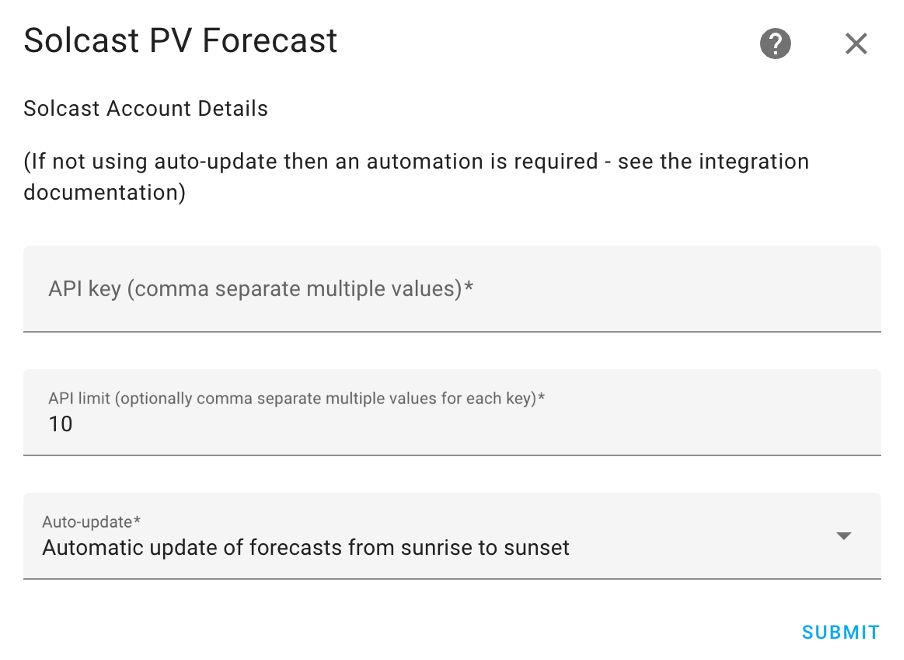 Solcast PV Forecast
?
Solcast Account Details
(If not using auto-update then an automation is required - see the integration
documentation)
API key (comma separate multiple values)*
API limit (optionally comma separate multiple values for each key)*
10
Auto-update*
Automatic update of forecasts from sunrise to sunset
SUBMIT